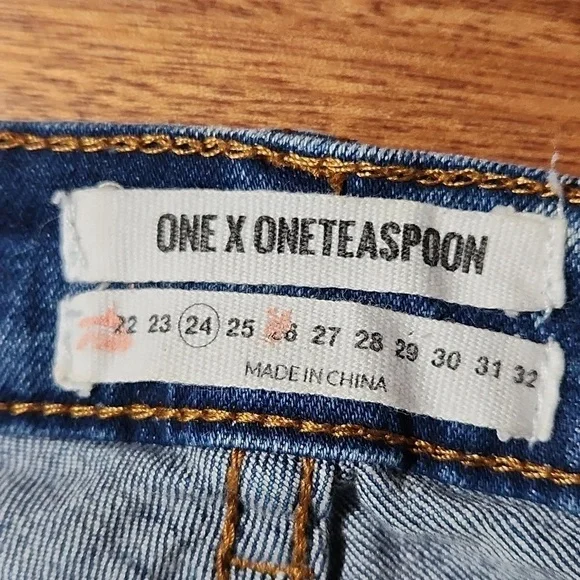 ONE X ONETEASPOON
22 23 24 25 26 27 28 29 30 31 32
MADE IN CHINA